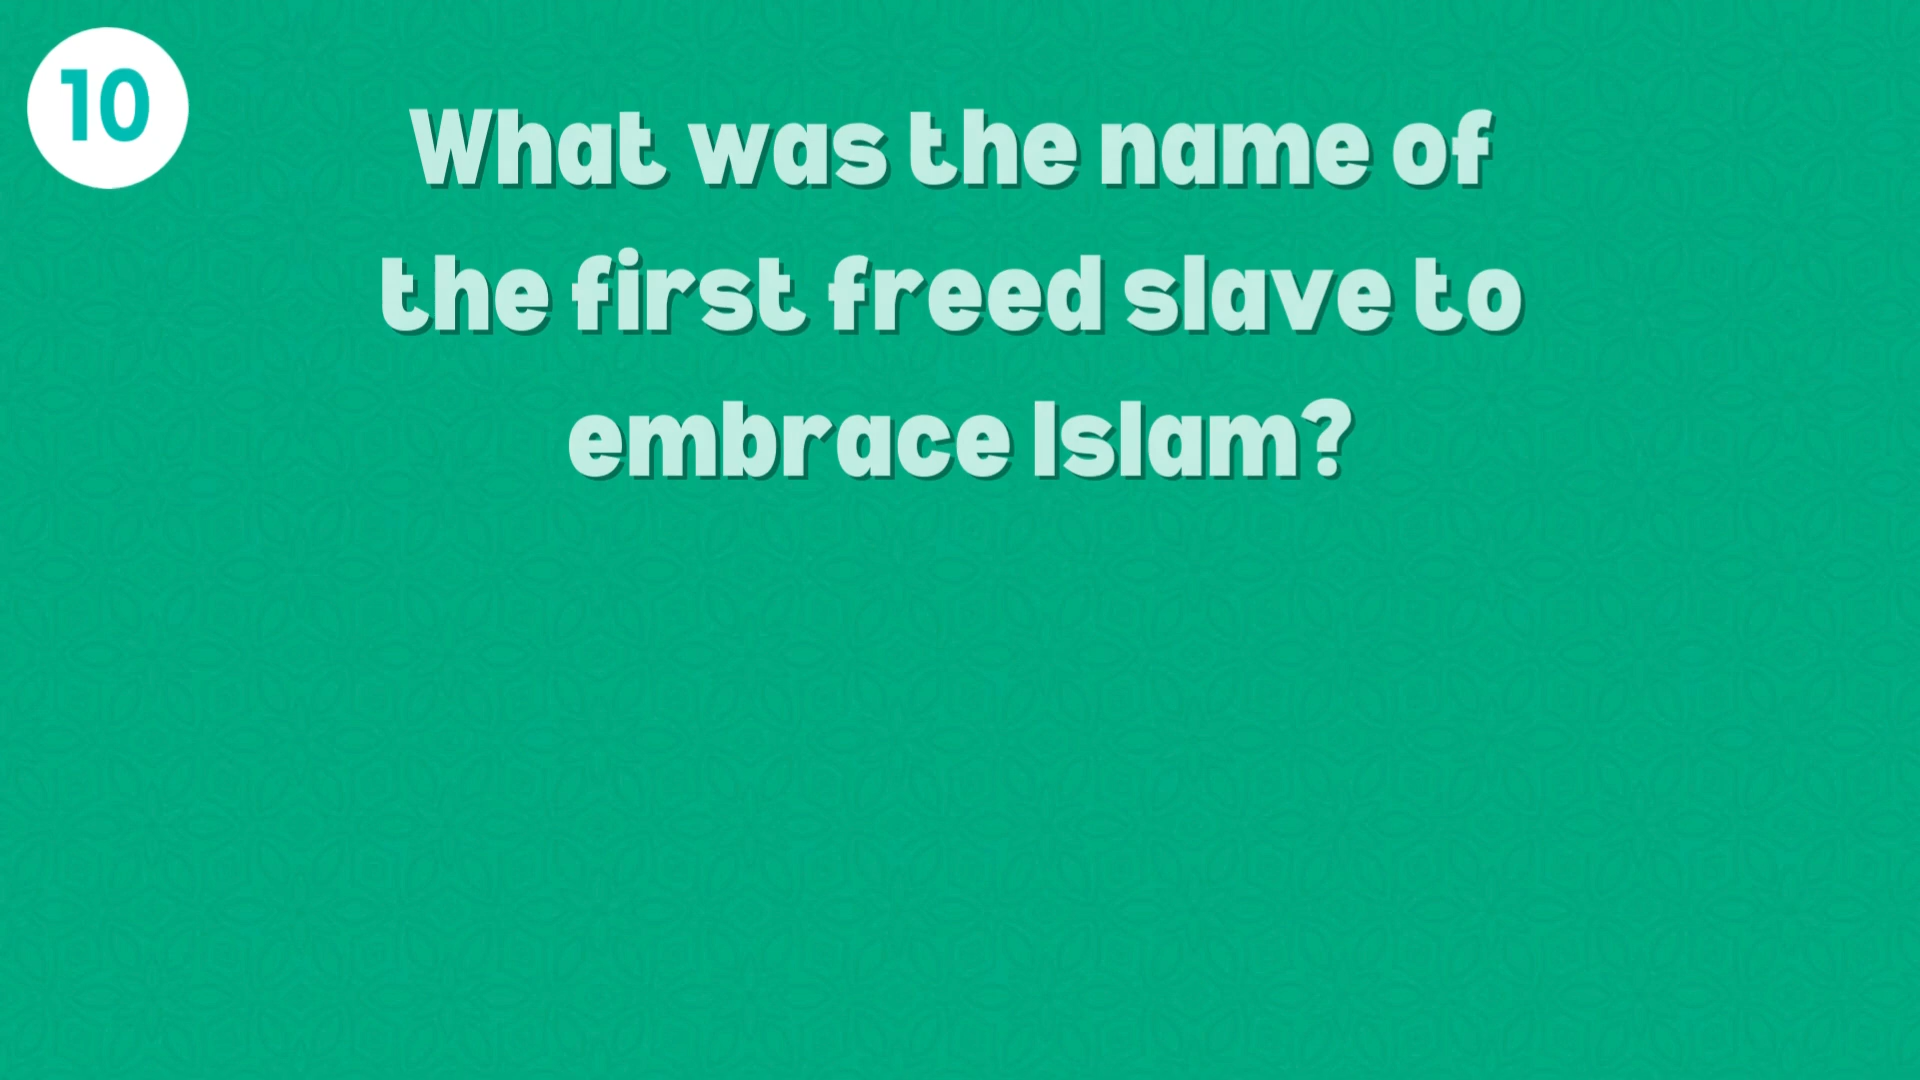 10
What was the name of
the first freed slave to
embrace Islam?